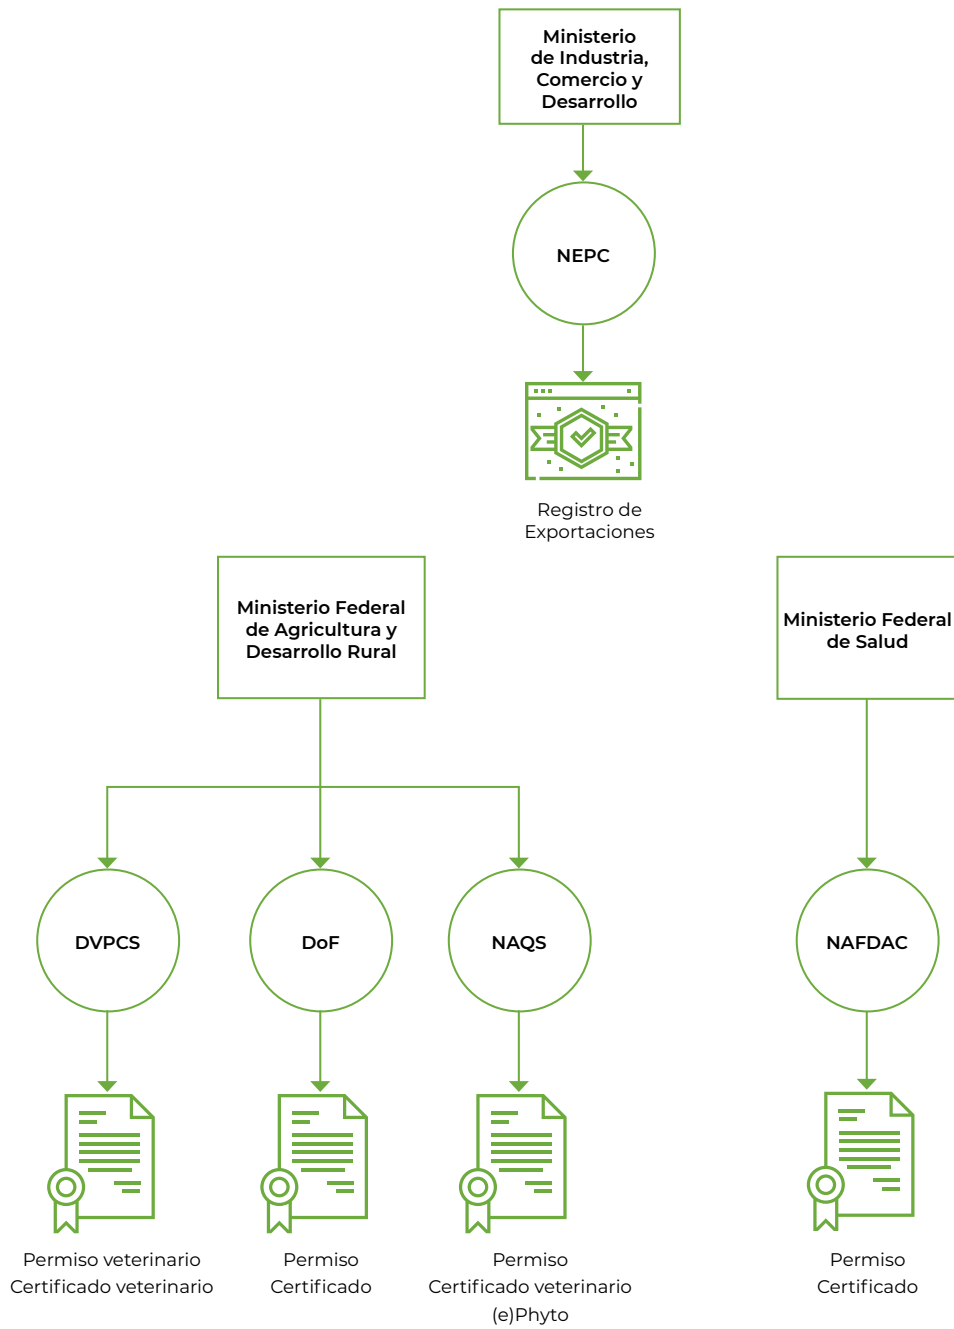 Ministerio
de Industria,
Comercio y
Desarrollo
NEPC
Registro de
Exportaciones
Ministerio Federal
de Agricultura y
Desarrollo Rural
Ministerio Federal
de Salud
DVPCS
DoF
NAQS
NAFDAC
Permiso veterinario
Certificado veterinario
Permiso
Certificado
Permiso
Certificado veterinario
(e)Phyto
Permiso
Certificado